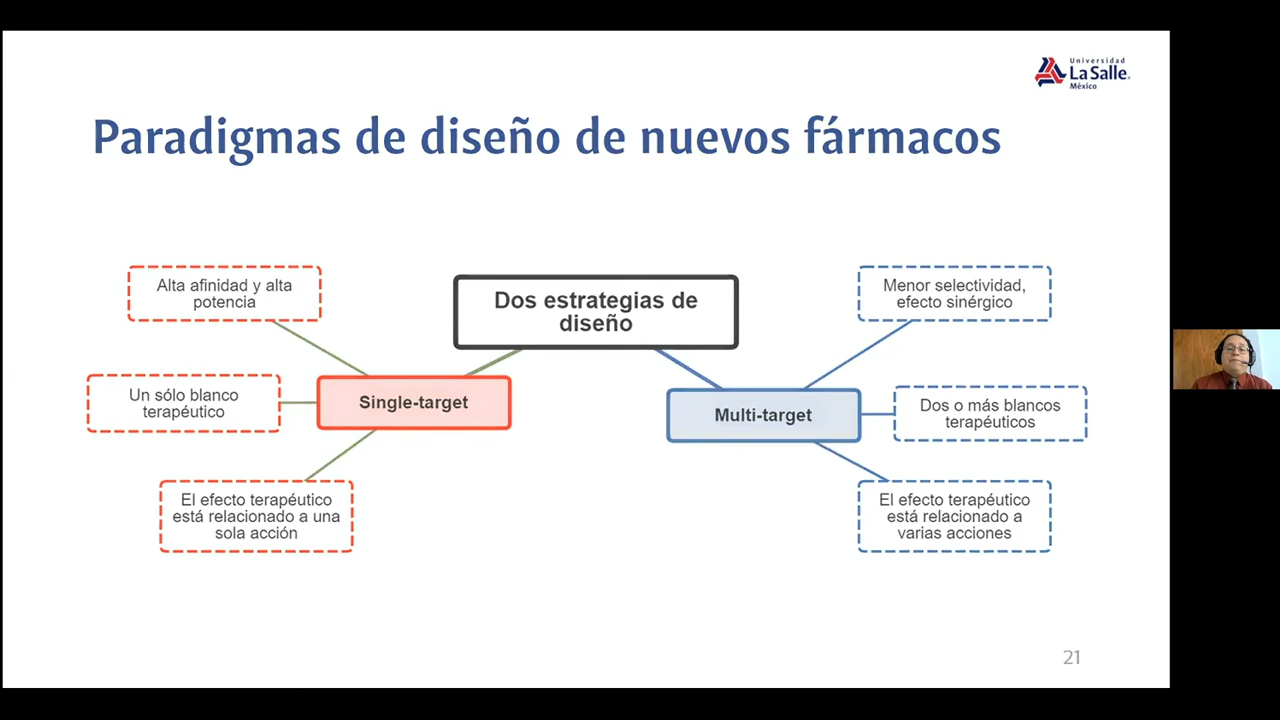 Universidad
La Salle
México
Paradigmas de diseño de nuevos fármacos
Dos estrategias de
diseño
Alta afinidad y alta
potencia
Un sólo blanco
terapéutico
Single-target
El efecto terapéutico
está relacionado a una
sola acción
Menor selectividad,
efecto sinérgico
Multi-target
Dos o más blancos
terapéuticos
El efecto terapéutico
está relacionado a
varias acciones
21